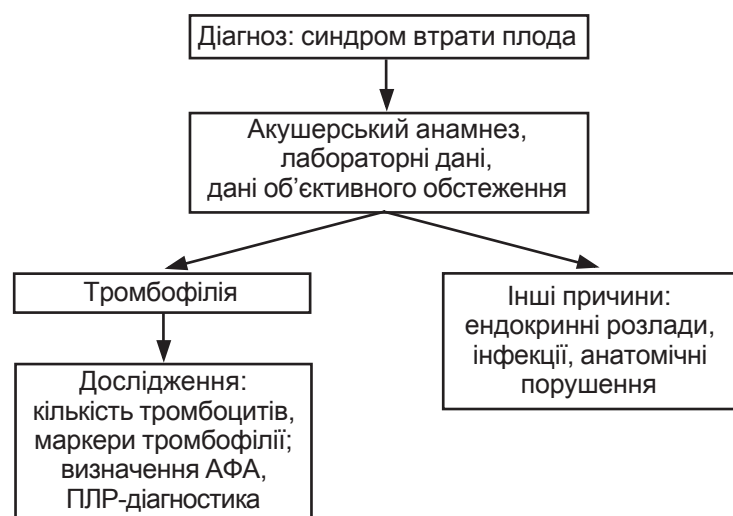 Діагноз: синдром втрати плода
Акушерський анамнез,
лабораторні дані,
дані об’єктивного обстеження
Тромбофілія
Інші причини:
ендокринні розлади,
інфекції, анатомічні
порушення
Дослідження:
кількість тромбоцитів,
маркери тромбофілії;
визначення АФА,
ПЛР-діагностика